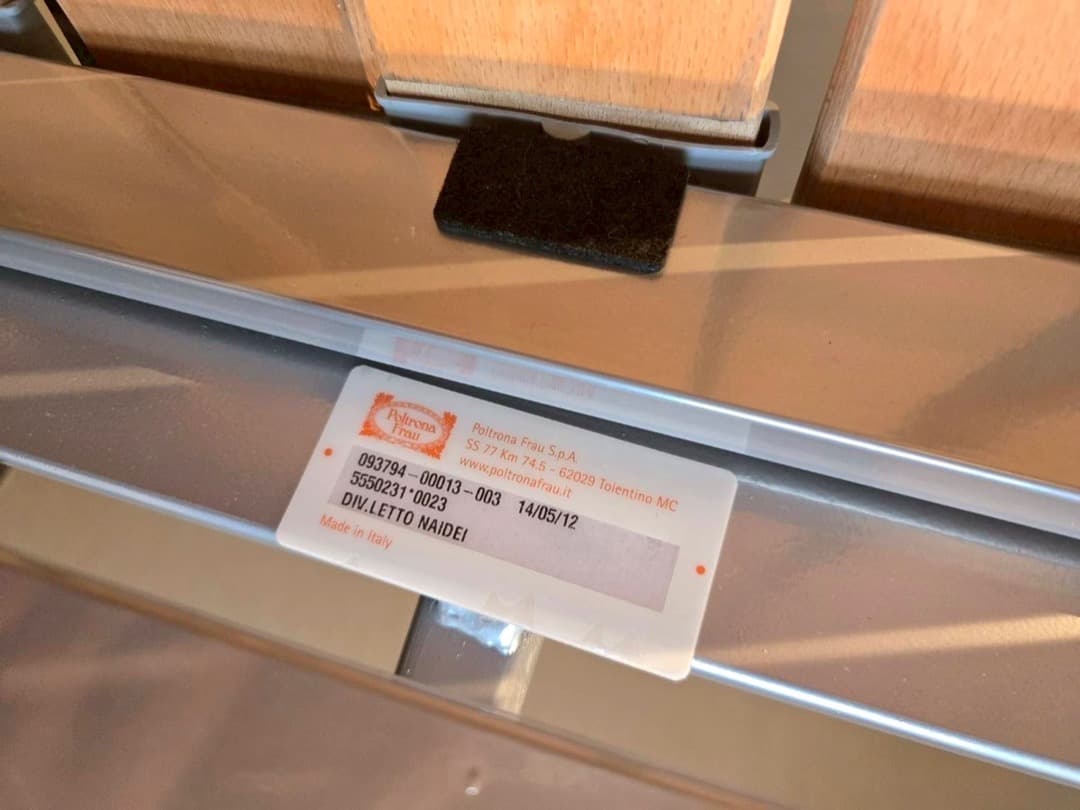 Poltrona
Frau
Poltrona Frau S.p.A.
SS 77 Km 74.5 - 62029 Tolentino MC
www.poltronafrau.it
093794-00013-003 14/05/12
5550231*0023
DIV.LETTO NAIDEI
Made in Italy